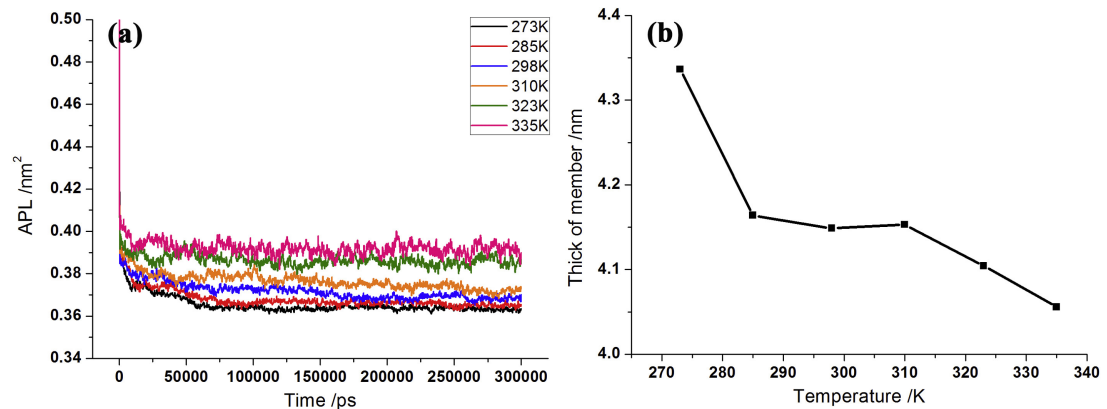 (a)
273K
285K
298K
310K
323K
335K
0.50
0.48
0.46
0.44
0.42
0.40
0.38
0.36
0.34
APL /nm²
0 50000 100000 150000 200000 250000 300000
Time /ps
(b)
4.4
4.3
4.2
4.1
4.0
Thick of member /nm
270 280 290 300 310 320 330 340
Temperature /K